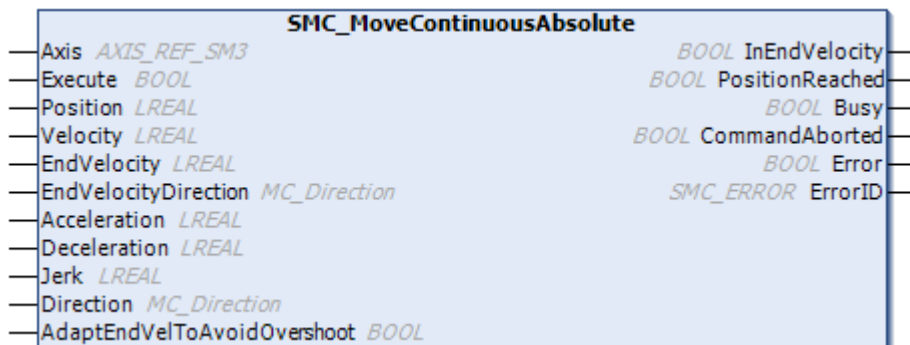 SMC_MoveContinuousAbsolute
Axis AXIS_REF_SM3 BOOL InEndVelocity
Execute BOOL BOOL PositionReached
Position LREAL BOOL Busy
Velocity LREAL BOOL CommandAborted
EndVelocity LREAL BOOL Error
EndVelocityDirection MC_Direction SMC_ERROR ErrorID
Acceleration LREAL
Deceleration LREAL
Jerk LREAL
Direction MC_Direction
AdaptEndVelToAvoidOvershoot BOOL